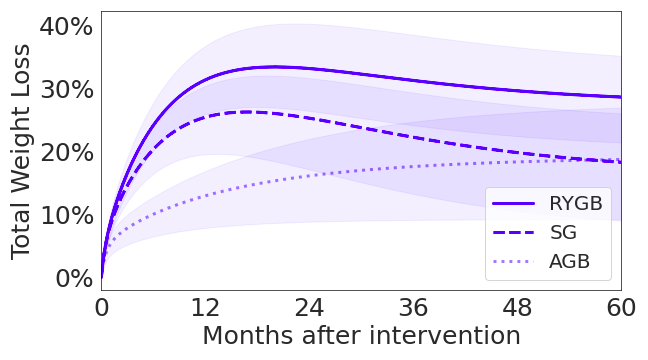 Total Weight Loss
40%
30%
20%
10%
0%
RYGB
SG
AGB
0 12 24 36 48 60
Months after intervention